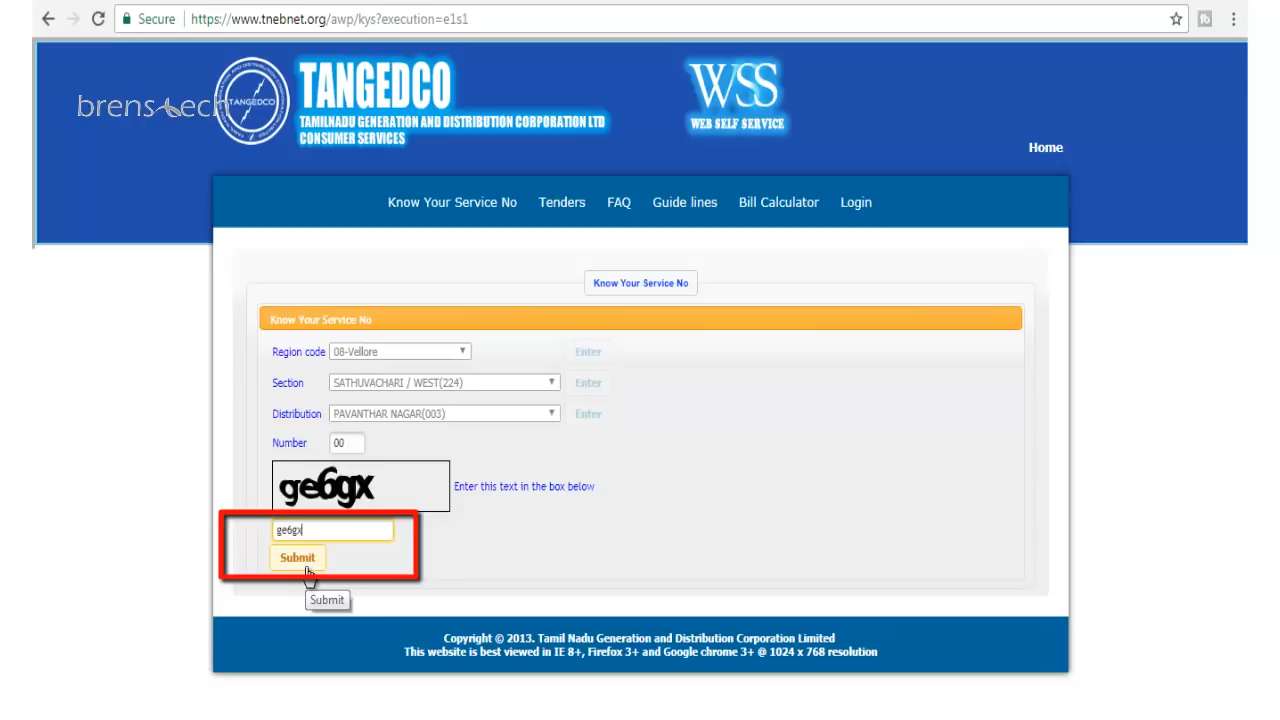 Secure https://www.tnebnet.org/awp/kys?execution=e1s1
brenstech
TANGEDCO
TANGEDCO
TAMILNADU GENERATION AND DISTRIBUTION CORPORATION LTD
CONSUMER SERVICES
WSS
WEB SELF SERVICE
Home
Know Your Service No Tenders FAQ Guide lines Bill Calculator Login
Know Your Service No
Know Your Service No
Region code 08-Vellore Enter
Section SATHUVACHARI / WEST(224) Enter
Distribution PAVANTHAR NAGAR(003) Enter
Number 00
ge6gx Enter this text in the box below
ge6gx
Submit
Submit
Copyright © 2013. Tamil Nadu Generation and Distribution Corporation Limited
This website is best viewed in IE 8+, Firefox 3+ and Google chrome 3+ @ 1024 x 768 resolution